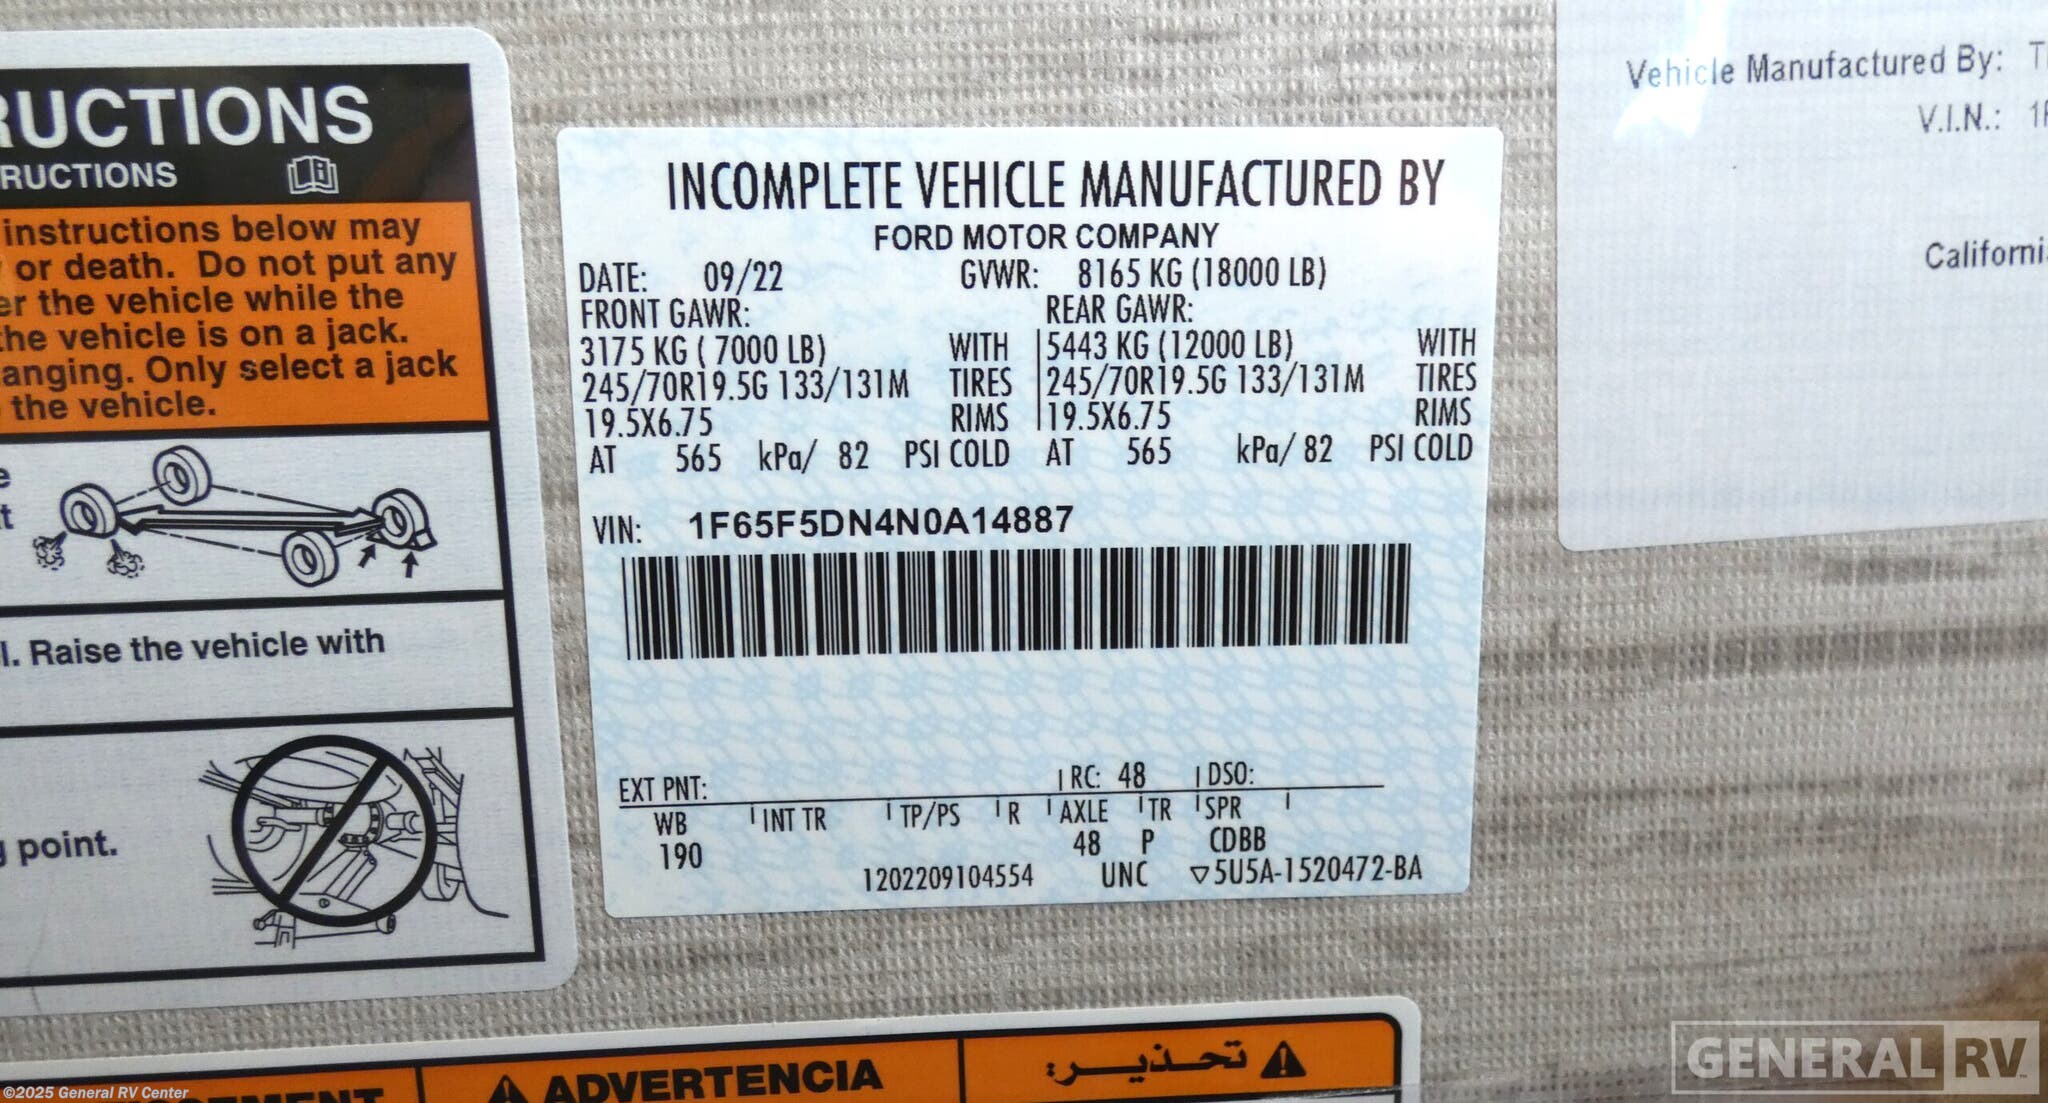 RUCTIONS
RUCTIONS
instructions below may
or death. Do not put any
er the vehicle while the
the vehicle is on a jack.
anging. Only select a jack
the vehicle.
l. Raise the vehicle with
point.
INCOMPLETE VEHICLE MANUFACTURED BY
FORD MOTOR COMPANY
DATE: 09/22 GVWR: 8165 KG (18000 LB)
FRONT GAWR: REAR GAWR:
3175 KG ( 7000 LB) WITH 5443 KG (12000 LB) WITH
245/70R19.5G 133/131M TIRES 245/70R19.5G 133/131M TIRES
19.5X6.75 RIMS 19.5X6.75 RIMS
AT 565 kPa/ 82 PSI COLD AT 565 kPa/ 82 PSI COLD
VIN: 1F65F5DN4N0A14887
EXT PNT: RC: 48 DSO:
WB INT TR TP/PS R AXLE TR SPR
190 48 P CDBB
1202209104554 UNC ▽5U5A-1520472-BA
Vehicle Manufactured By:
V.I.N.:
California
ADVERTENCIA
تحذير:
GENERAL RV
©2025 General RV Center